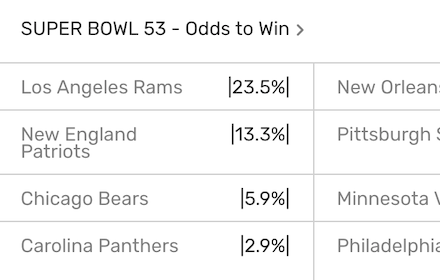 SUPER BOWL 53 - Odds to Win >
Los Angeles Rams |23.5%| New Orleans
New England
Patriots |13.3%| Pittsburgh
Chicago Bears |5.9%| Minnesota V
Carolina Panthers |2.9%| Philadelphia